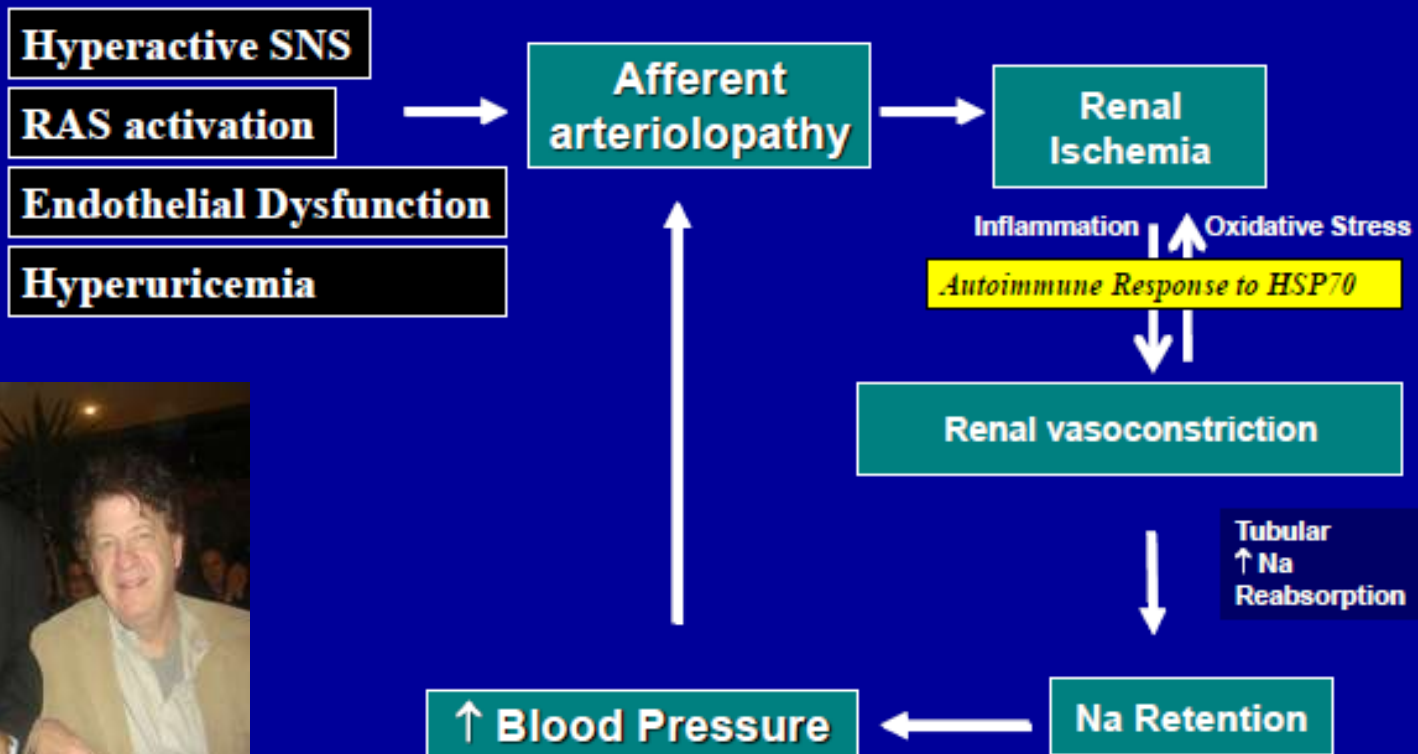 Hyperactive SNS
RAS activation
Endothelial Dysfunction
Hyperuricemia
Afferent
arteriolopathy
Renal
Ischemia
Inflammation
Oxidative Stress
Autoimmune Response to HSP70
Renal vasoconstriction
Tubular
↑ Na
Reabsorption
Na Retention
↑ Blood Pressure